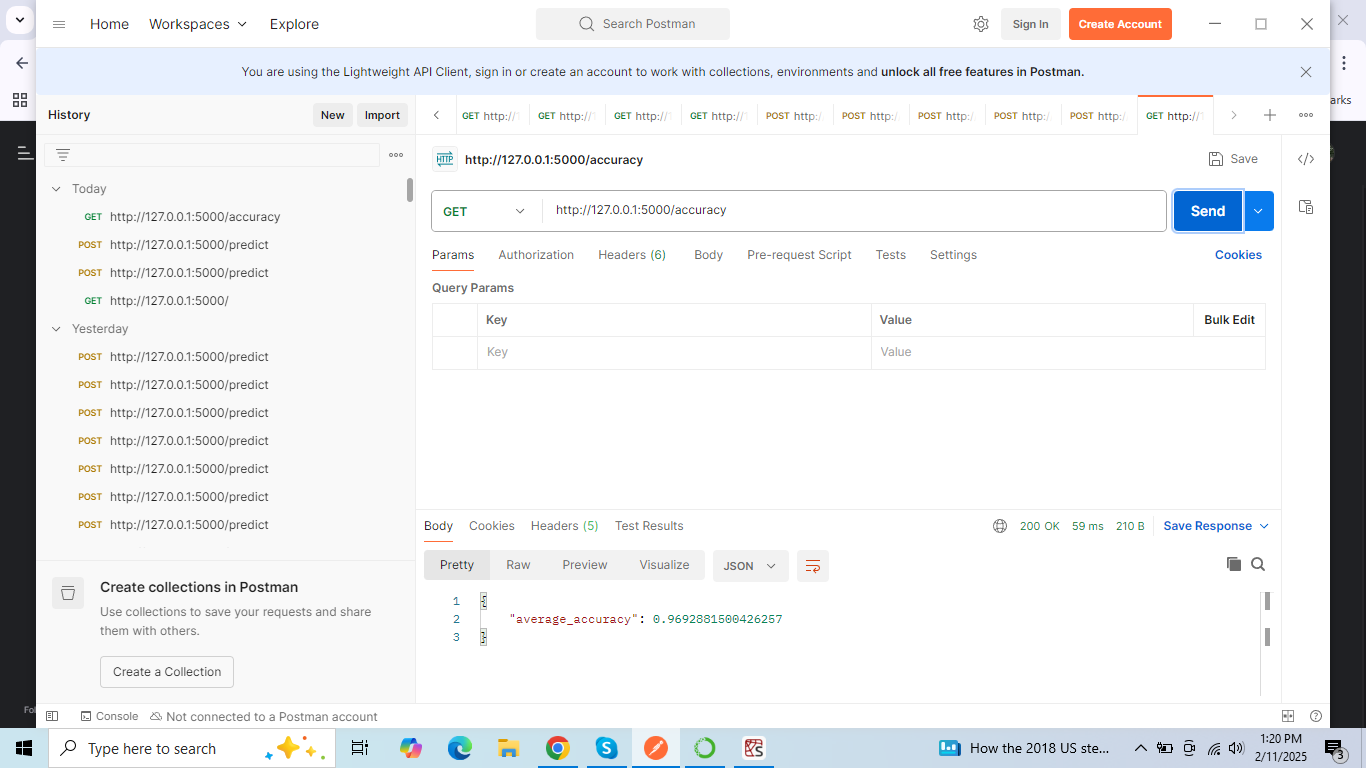 Home
Workspaces
Explore
Search Postman
Sign In
Create Account
You are using the Lightweight API Client, sign in or create an account to work with collections, environments and unlock all free features in Postman.
arks
History
New
Import
GET http://
GET http://
GET http://
GET http://
POST http:/
POST http:/
POST http:/
POST http:/
POST http:/
GET http://
HTTP http://127.0.0.1:5000/accuracy
Save
Today
GET http://127.0.0.1:5000/accuracy
POST http://127.0.0.1:5000/predict
POST http://127.0.0.1:5000/predict
GET http://127.0.0.1:5000/
Yesterday
POST http://127.0.0.1:5000/predict
POST http://127.0.0.1:5000/predict
POST http://127.0.0.1:5000/predict
POST http://127.0.0.1:5000/predict
POST http://127.0.0.1:5000/predict
POST http://127.0.0.1:5000/predict
POST http://127.0.0.1:5000/predict
Create collections in Postman
Use collections to save your requests and share
them with others.
Create a Collection
GET
http://127.0.0.1:5000/accuracy
Send
Params
Authorization
Headers (6)
Body
Pre-request Script
Tests
Settings
Cookies
Query Params
Key
Value
Bulk Edit
Key
Value
Body
Cookies
Headers (5)
Test Results
200 OK
59 ms
210 B
Save Response
Pretty
Raw
Preview
Visualize
JSON
1 {
2 "average_accuracy": 0.9692881500426257
3 }
Fol
Console
Not connected to a Postman account
Type here to search
How the 2018 US ste...
1:20 PM
2/11/2025
3